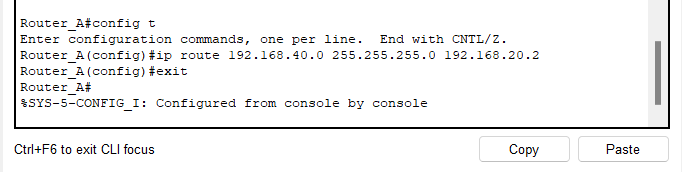 Router_A#config t
Enter configuration commands, one per line.  End with CNTL/Z.
Router_A(config)#ip route 192.168.40.0 255.255.255.0 192.168.20.2
Router_A(config)#exit
Router_A#
%SYS-5-CONFIG_I: Configured from console by console
Ctrl+F6 to exit CLI focus
Copy
Paste